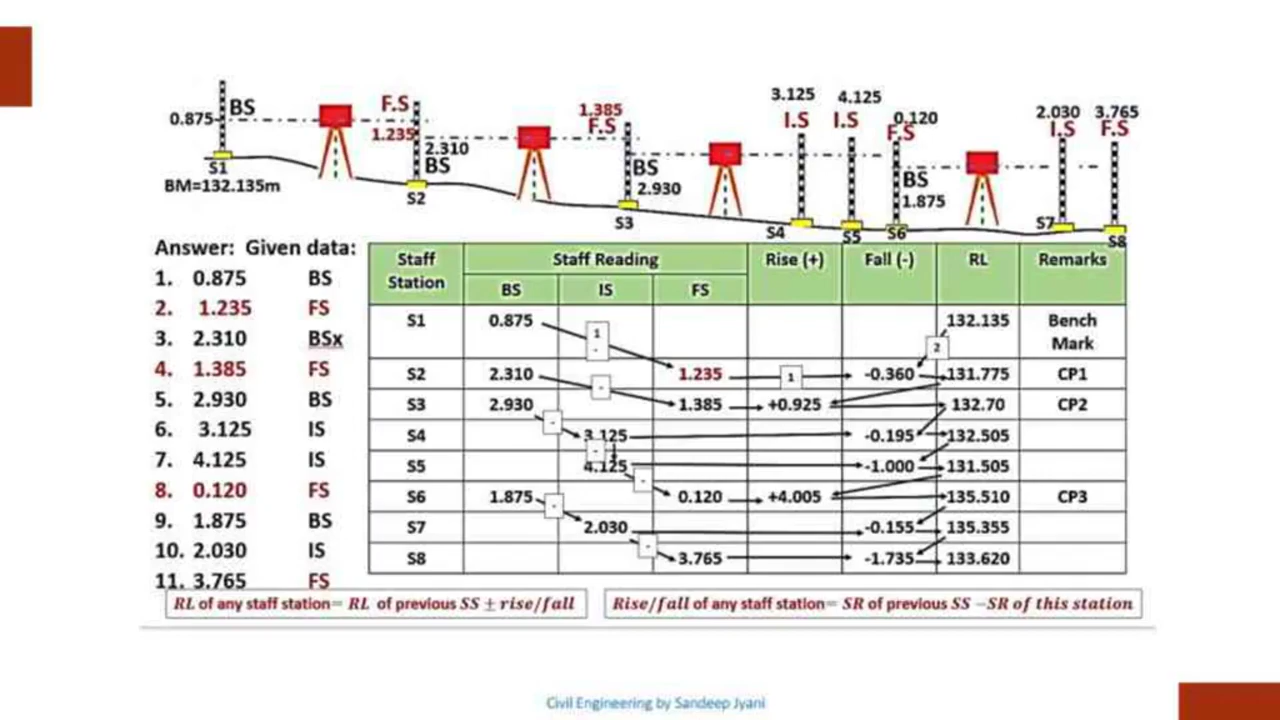 3.125 4.125 0.120 2.030 3.765
I.S I.S F.S I.S F.S
0.875 BS F.S 1.235 2.310 BS 1.385 F.S BS 2.930 BS 1.875
S1 S2 S3 S4 S5 S6 S7 S8
BM=132.135m
Answer: Given data:
1. 0.875 BS
2. 1.235 FS
3. 2.310 BSx
4. 1.385 FS
5. 2.930 BS
6. 3.125 IS
7. 4.125 IS
8. 0.120 FS
9. 1.875 BS
10. 2.030 IS
11. 3.765 FS
Staff Station Staff Reading Rise (+) Fall (-) RL Remarks
BS IS FS
S1 0.875 1 - 132.135 Bench Mark
2
S2 2.310 - 1.235 1 -0.360 131.775 CP1
S3 2.930 1.385 +0.925 132.70 CP2
-
S4 3.125 -0.195 132.505
-
S5 4.125 -1.000 131.505
-
S6 1.875 - 0.120 +4.005 135.510 CP3
S7 2.030 -0.155 135.355
-
S8 3.765 -1.735 133.620
RL of any staff station= RL of previous SS ± rise/fall
Rise/fall of any staff station= SR of previous SS −SR of this station
Civil Engineering by Sandeep Jyani